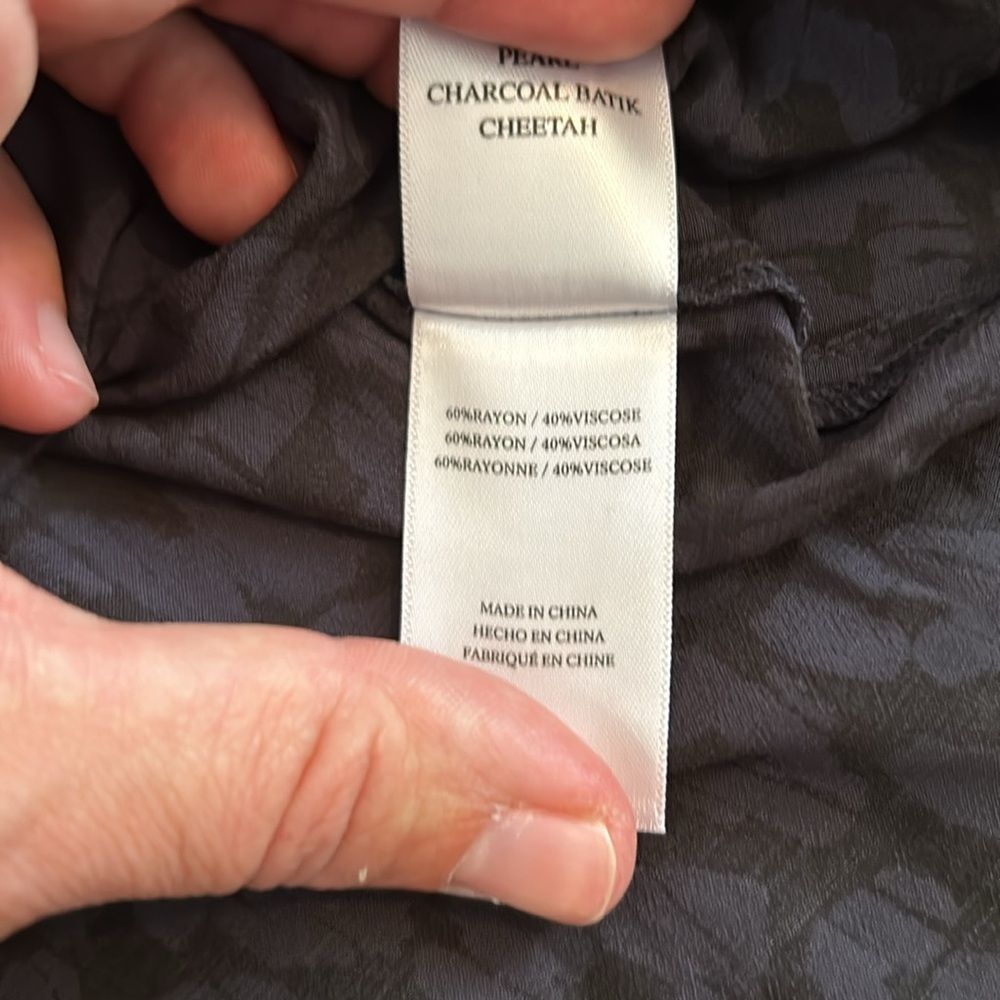 PEARL
CHARCOAL BATIK
CHEETAH
60%RAYON / 40%VISCOSE
60%RAYON / 40%VISCOSA
60%RAYONNE / 40%VISCOSE
MADE IN CHINA
HECHO EN CHINA
FABRIQUÉ EN CHINE